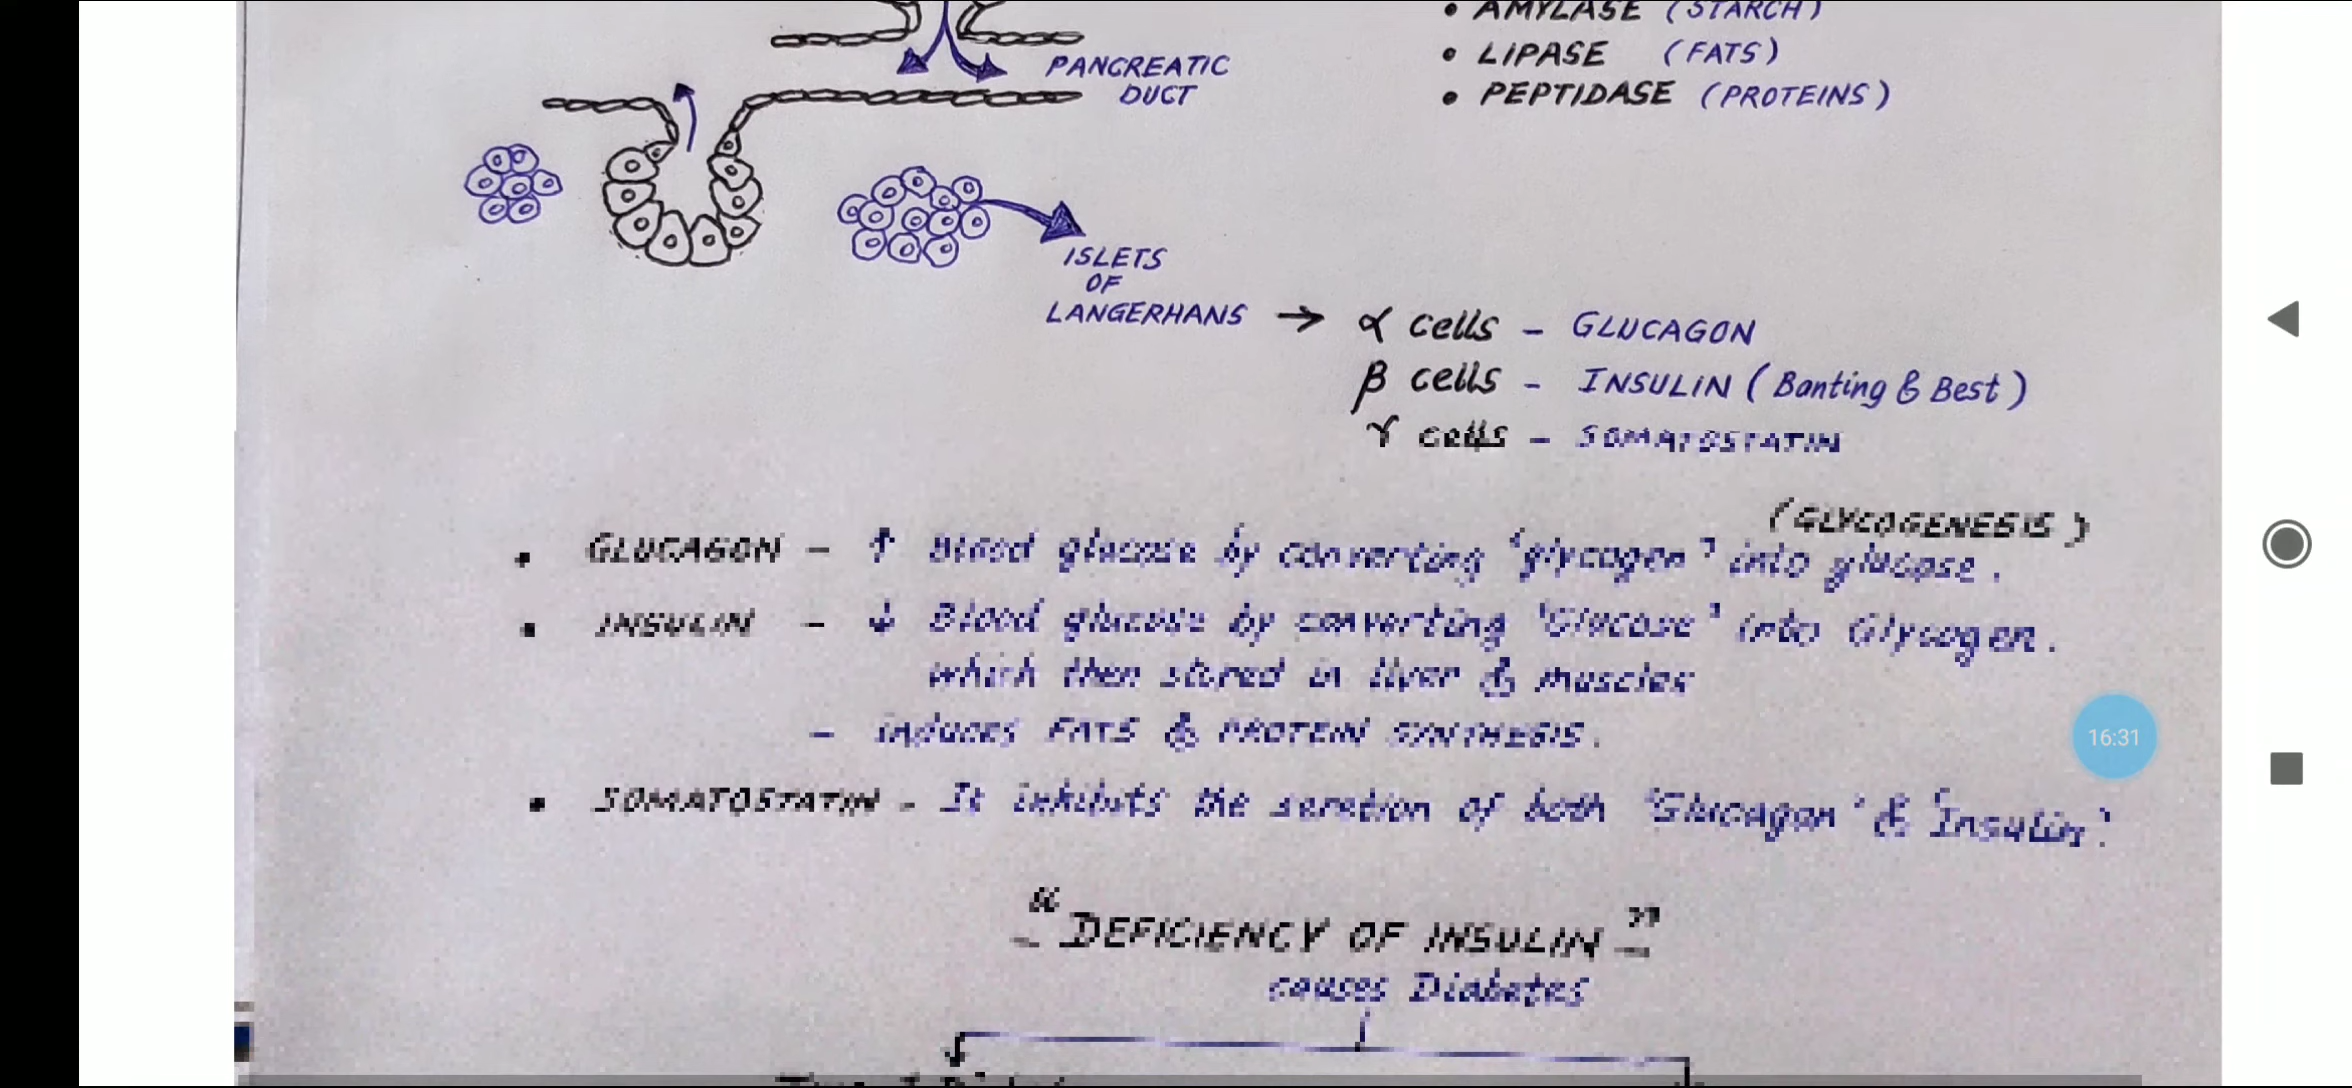 • AMYLASE (STARCH)
• LIPASE (FATS)
• PEPTIDASE (PROTEINS)
PANCREATIC
DUCT
ISLETS
OF
LANGERHANS → α cells - GLUCAGON
β cells - INSULIN (Banting & Best)
γ cells - SOMATOSTATIN
(GLYCOGENESIS)
• GLUCAGON - ↑ Blood glucose by converting 'glycogen' into glucose.
• INSULIN - ↓ Blood glucose by converting 'Glucose' into Glycogen.
which then stored in liver & muscles
- induces FATS & PROTEIN SYNTHESIS.
• SOMATOSTATIN - It inhibits the seretion of both 'Glucagon' & 'Insulin'.
16:31
"DEFICIENCY OF INSULIN"
causes Diabetes